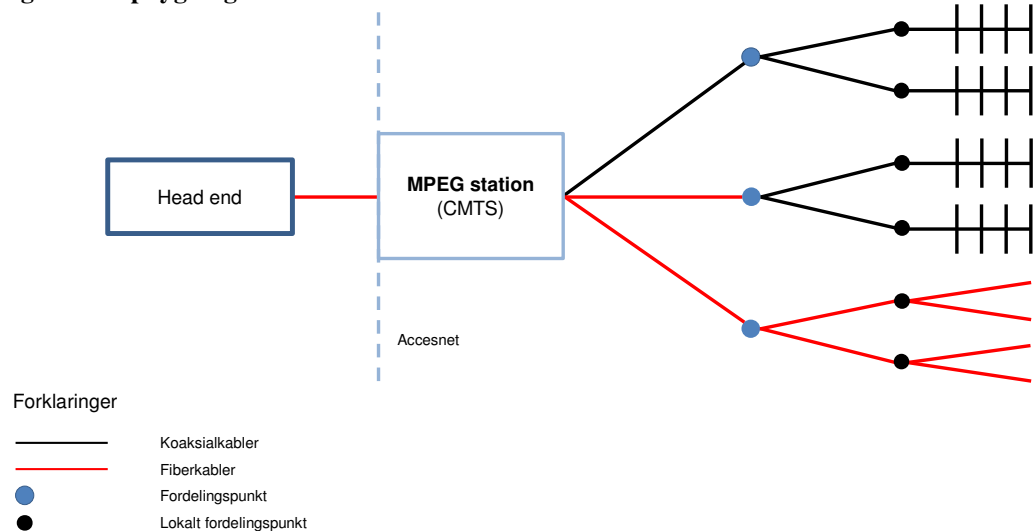 Head end
MPEG station
(CMTS)
Accesnet
Forklaringer
Koaksialkabler
Fiberkabler
Fordelingspunkt
Lokalt fordelingspunkt